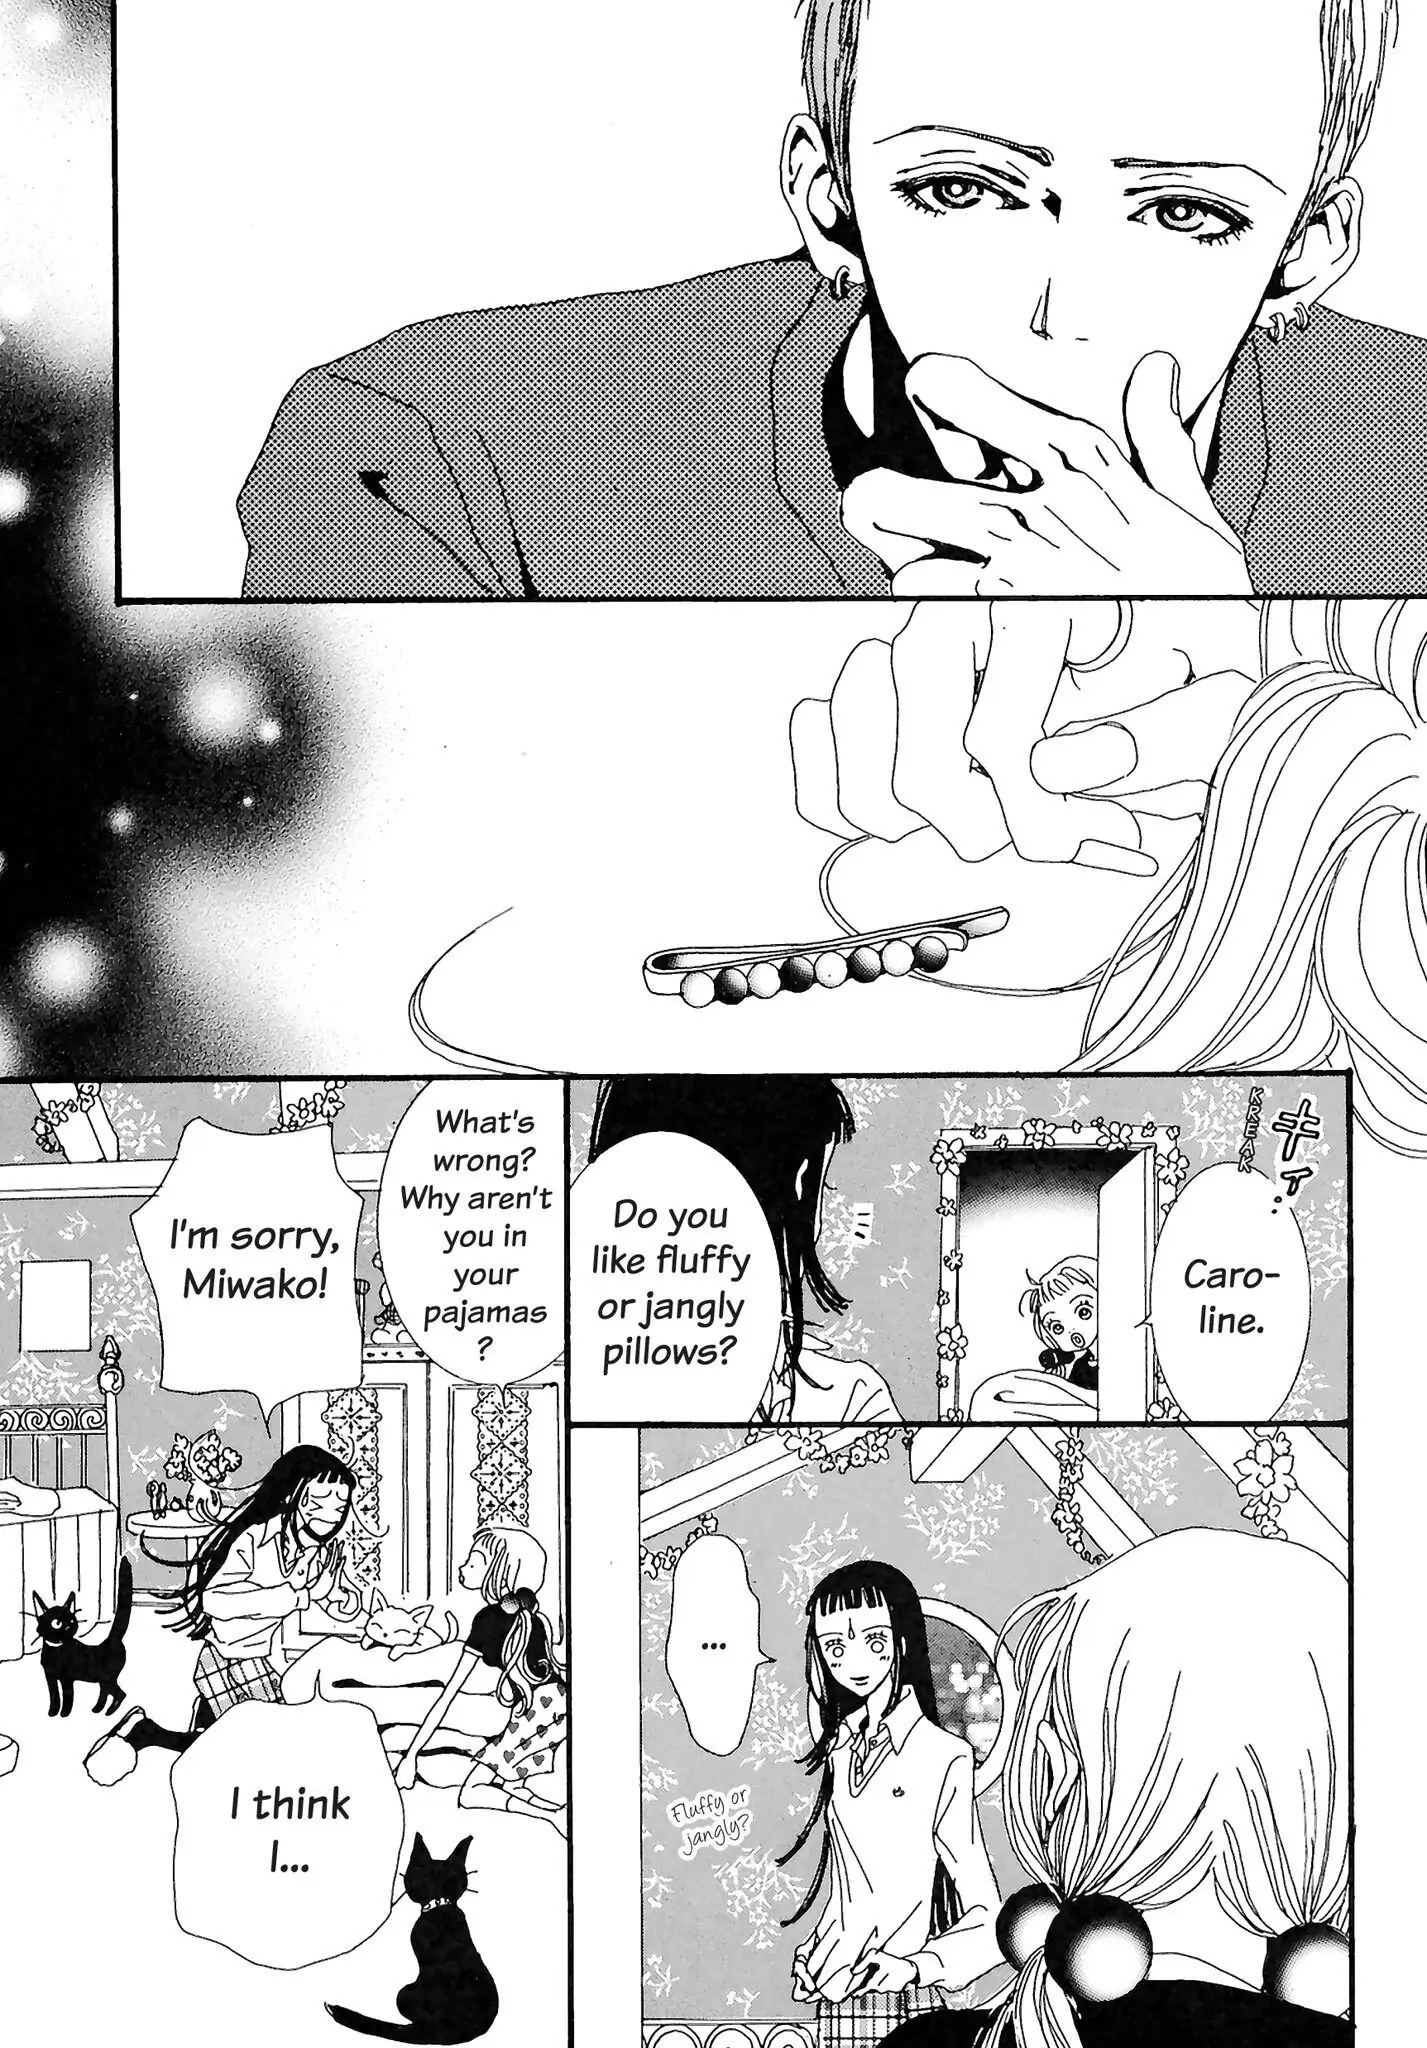 キィ…
KREAK
Caro-
line.
Do you
like fluffy
or jangly
pillows?
...
Fluffy or
jangly?
What's
wrong?
Why aren't
you in
your
pajamas
?
I'm sorry,
Miwako!
I think
I...